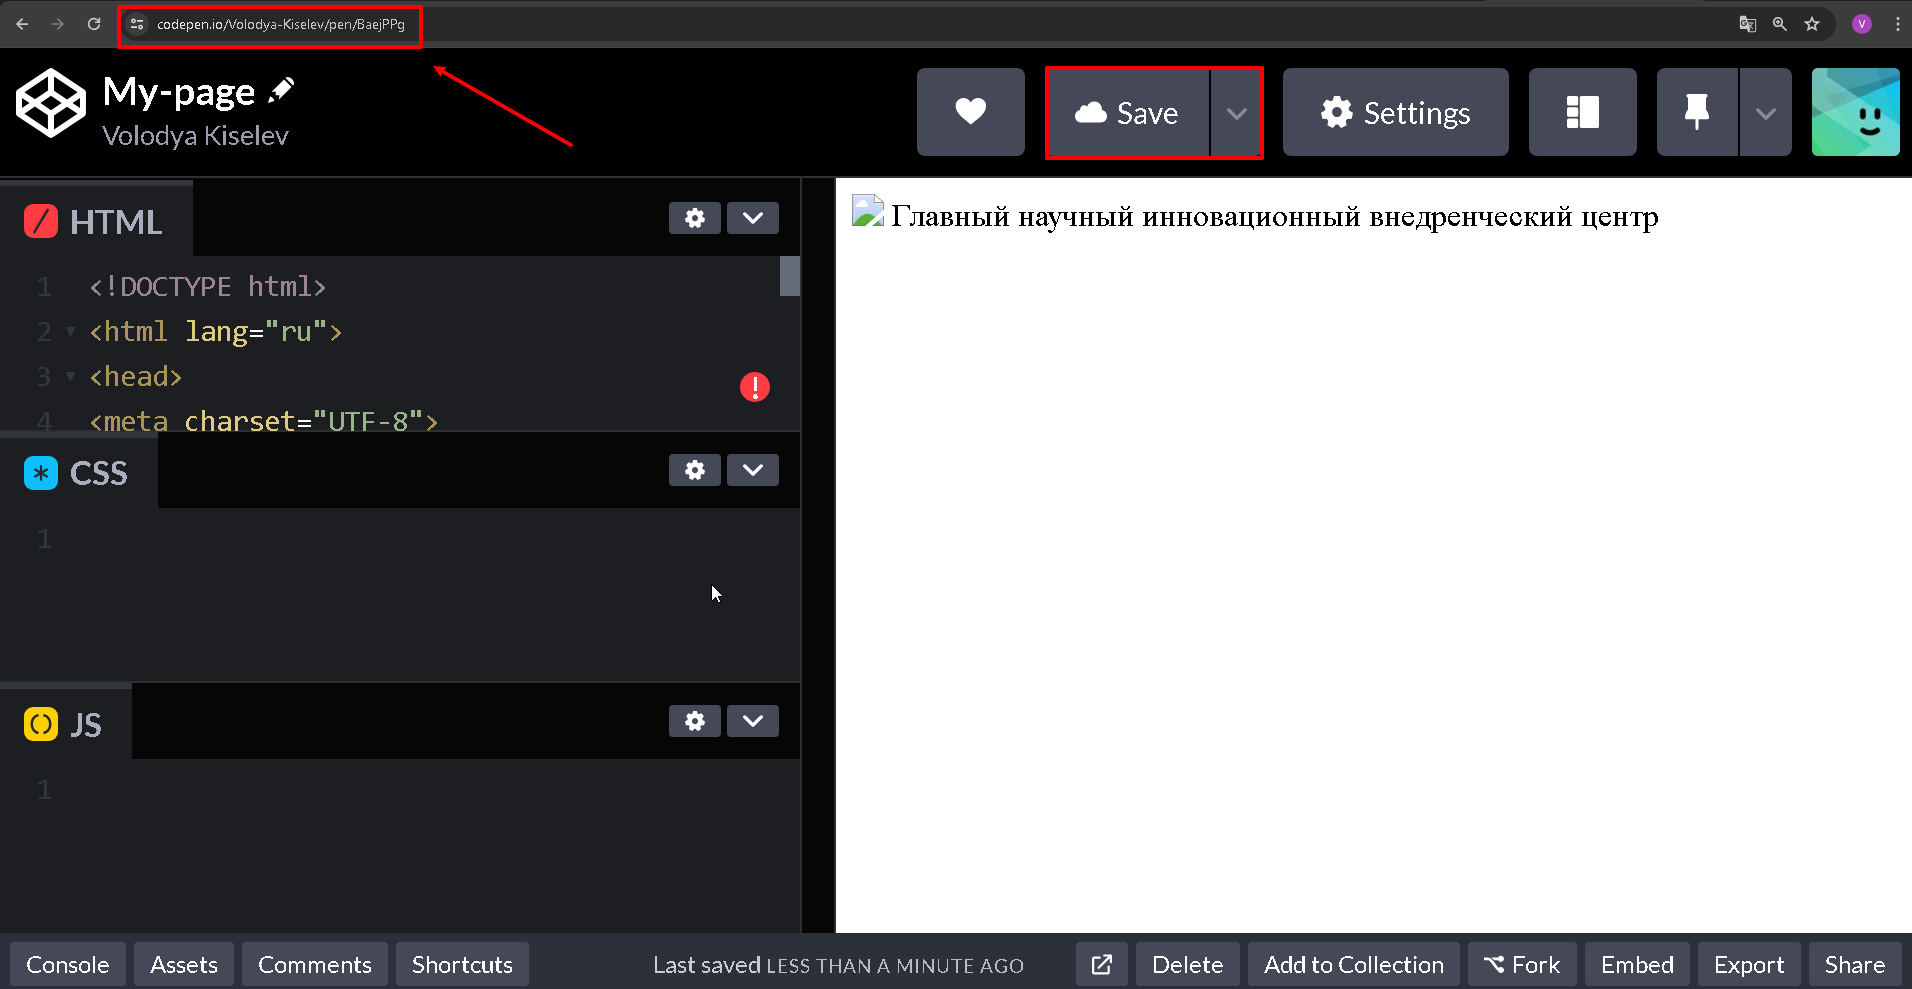 codepen.io/Volodya-Kiselev/pen/BaejPPg
V
My-page
Volodya Kiselev
Save
Settings
HTML
1 <!DOCTYPE html>
2 <html lang="ru">
3 <head>
4 <meta charset="UTF-8">
CSS
1
JS
1
Главный научный инновационный внедренческий центр
Console
Assets
Comments
Shortcuts
Last saved LESS THAN A MINUTE AGO
Delete
Add to Collection
Fork
Embed
Export
Share